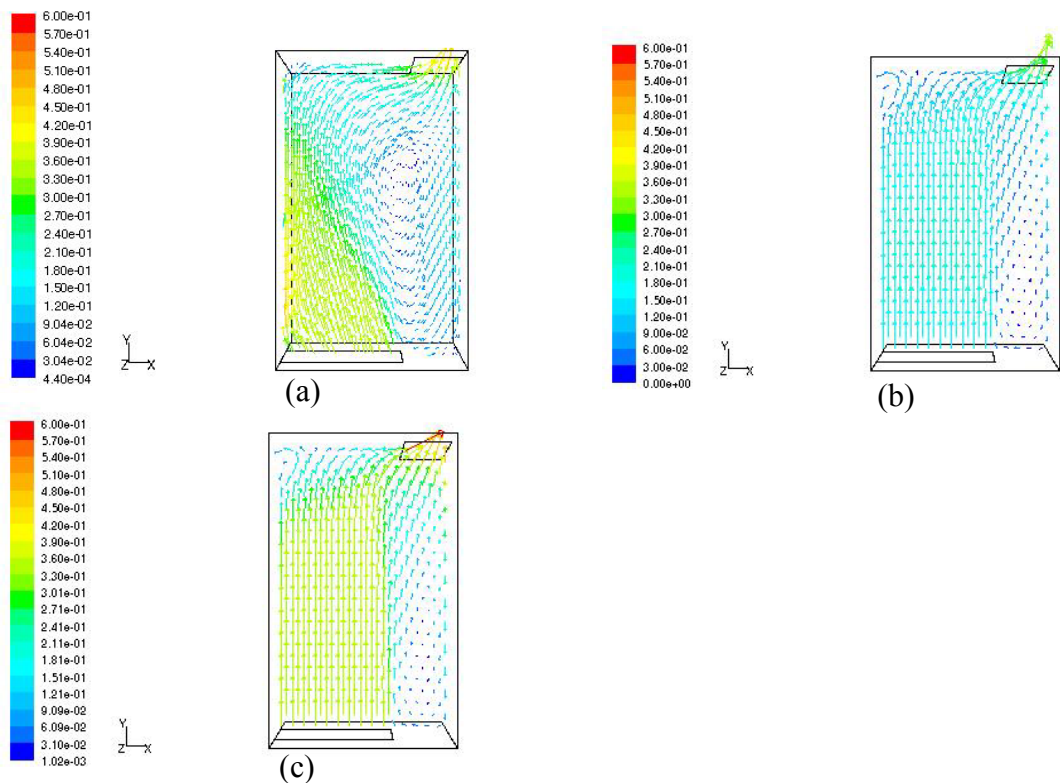 6.00e-01
5.70e-01
5.40e-01
5.10e-01
4.80e-01
4.50e-01
4.20e-01
3.90e-01
3.60e-01
3.30e-01
3.00e-01
2.70e-01
2.40e-01
2.10e-01
1.80e-01
1.50e-01
1.20e-01
9.04e-02
6.04e-02
3.04e-02
4.40e-04
Y
Z X
(a)
6.00e-01
5.70e-01
5.40e-01
5.10e-01
4.80e-01
4.50e-01
4.20e-01
3.90e-01
3.60e-01
3.30e-01
3.00e-01
2.70e-01
2.40e-01
2.10e-01
1.80e-01
1.50e-01
1.20e-01
9.00e-02
6.00e-02
3.00e-02
0.00e+00
Y
Z X
(b)
6.00e-01
5.70e-01
5.40e-01
5.10e-01
4.80e-01
4.50e-01
4.20e-01
3.90e-01
3.60e-01
3.30e-01
3.01e-01
2.71e-01
2.41e-01
2.11e-01
1.81e-01
1.51e-01
1.21e-01
9.09e-02
6.09e-02
3.10e-02
1.02e-03
Y
Z X
(c)